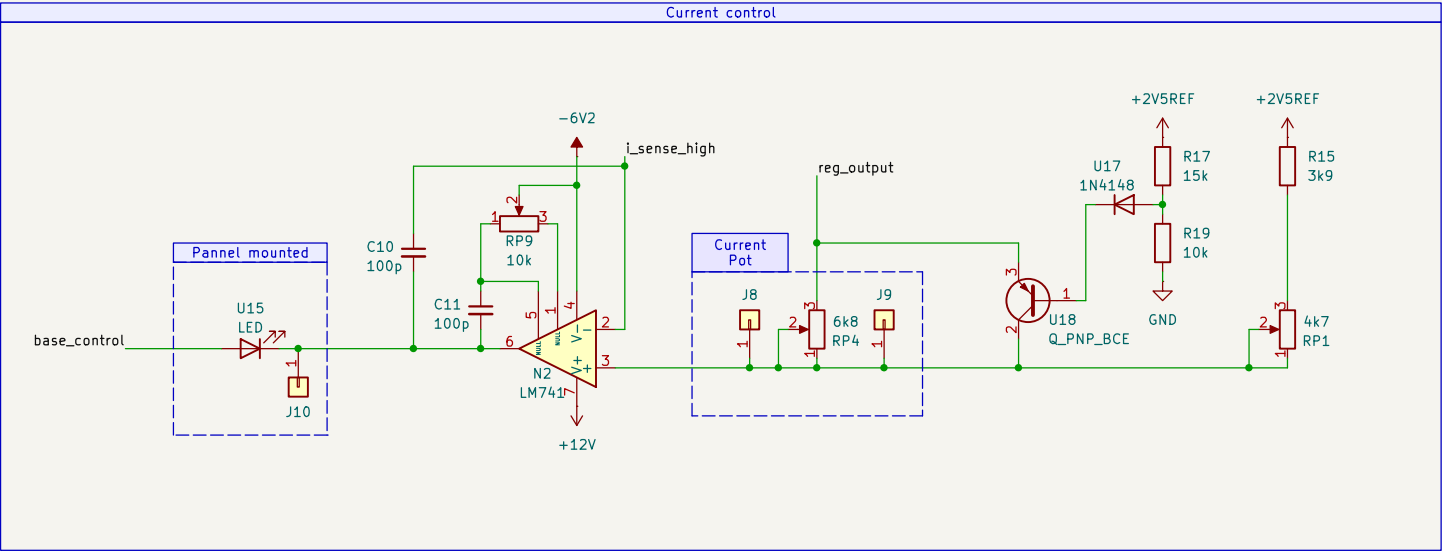 Current control
+2V5REF
+2V5REF
-6V2
i_sense_high
reg_output
U17
1N4148
R17
15k
R15
3k9
2
1
3
RP9
10k
C10
100p
Pannel mounted
Current
Pot
R19
10k
3
1
2
U18
Q_PNP_BCE
GND
U15
LED
base_control
1
J10
C11
100p
5
1
4
NULL
NULL
V-
-
2
6
V+
+
3
7
N2
LM741
+12V
J8
1
3
2
1
6k8
RP4
J9
1
3
2
1
4k7
RP1